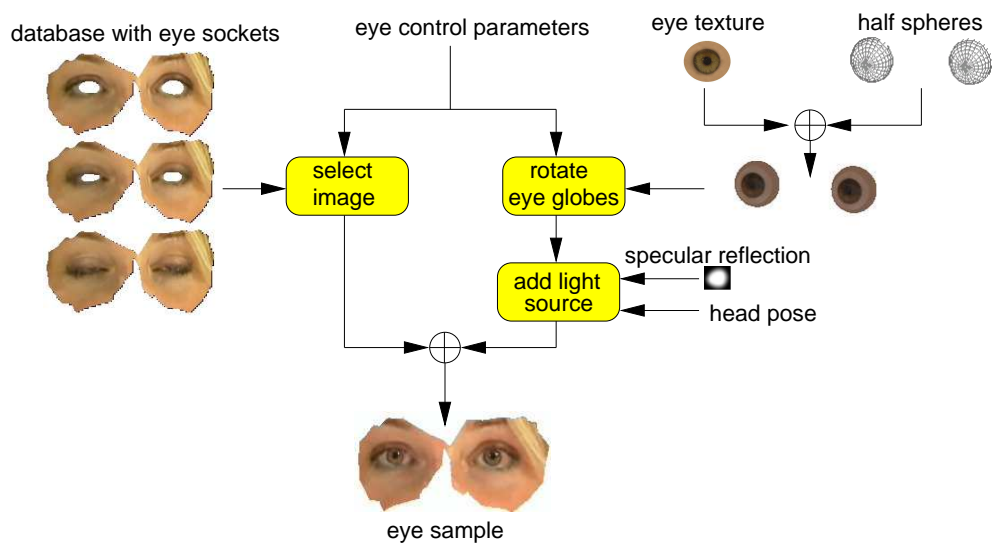 database with eye sockets
eye control parameters
eye texture
half spheres
select
image
rotate
eye globes
specular reflection
add light
source
head pose
eye sample